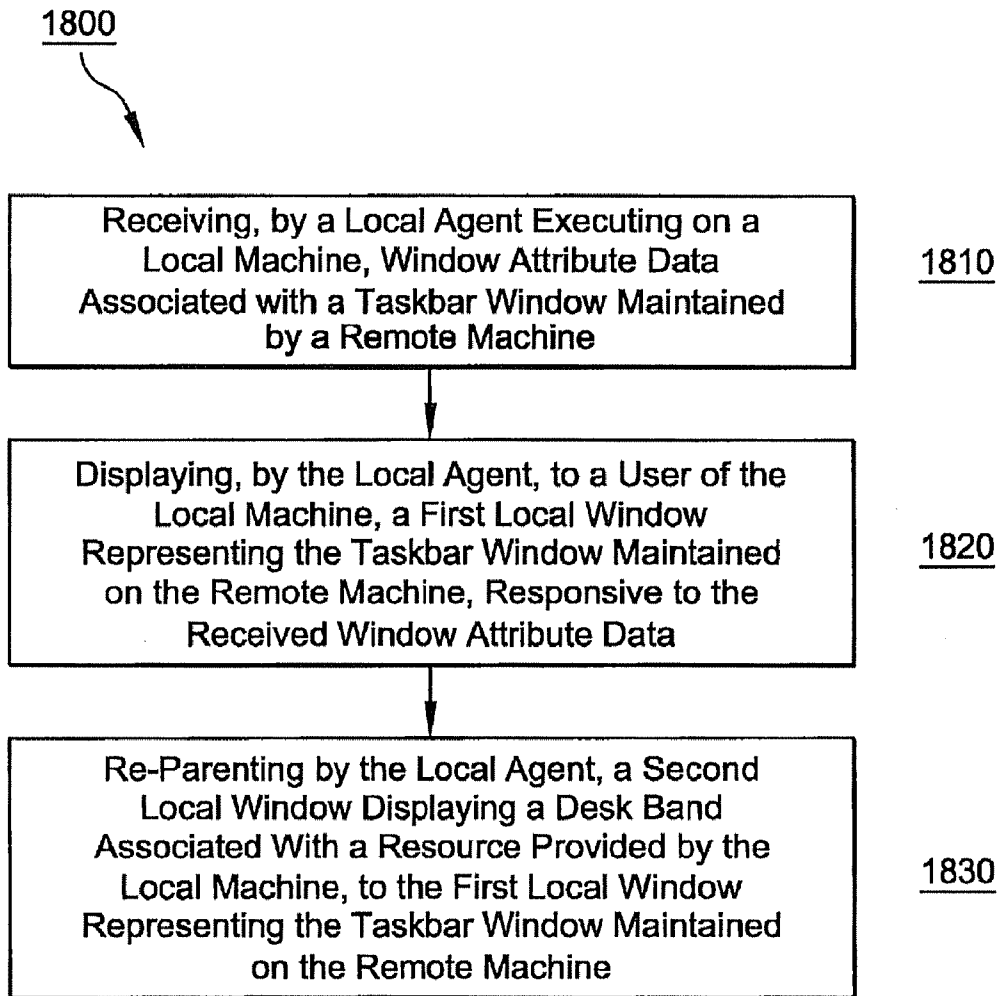 1800
Receiving, by a Local Agent Executing on a
Local Machine, Window Attribute Data
Associated with a Taskbar Window Maintained
by a Remote Machine
1810
Displaying, by the Local Agent, to a User of the
Local Machine, a First Local Window
Representing the Taskbar Window Maintained
on the Remote Machine, Responsive to the
Received Window Attribute Data
1820
Re-Parenting by the Local Agent, a Second
Local Window Displaying a Desk Band
Associated With a Resource Provided by the
Local Machine, to the First Local Window
Representing the Taskbar Window Maintained
on the Remote Machine
1830